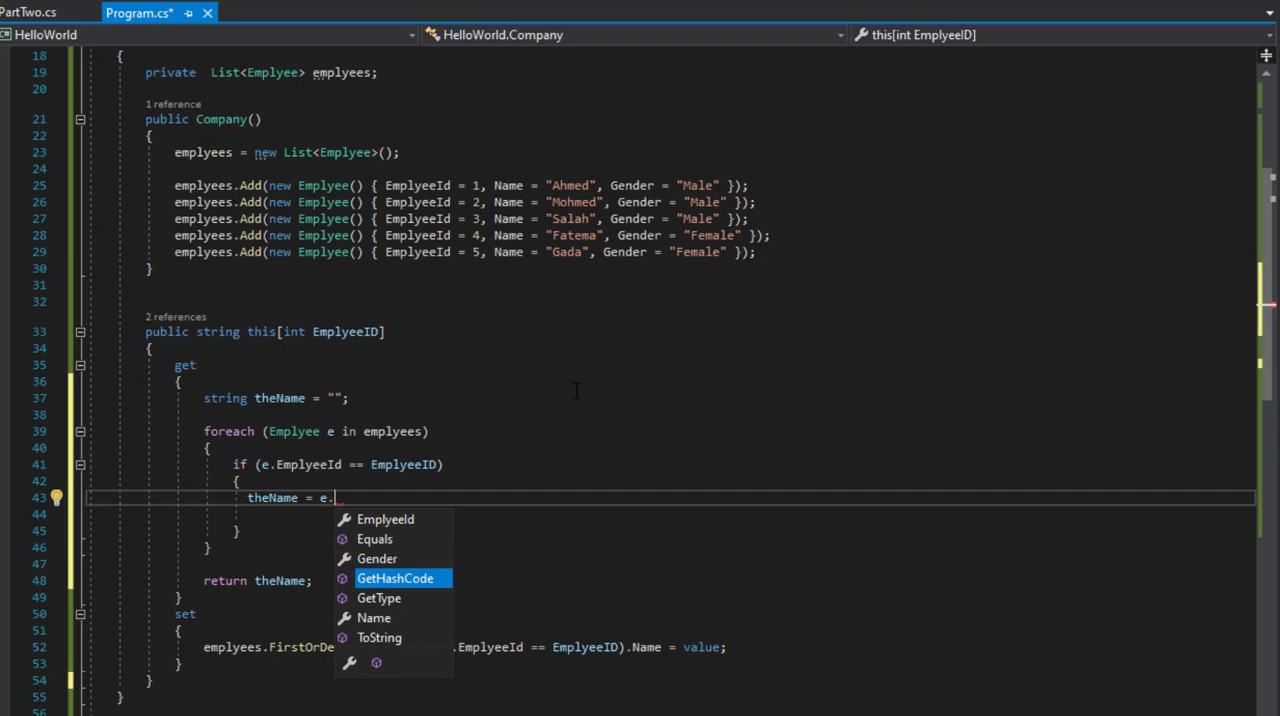 PartTwo.cs Program.cs*
HelloWorld HelloWorld.Company this[int EmplyeeID]
18 {
19 private List<Emplyee> emplyees;
20
1 reference
21 public Company()
22 {
23 emplyees = new List<Emplyee>();
24
25 emplyees.Add(new Emplyee() { EmplyeeId = 1, Name = "Ahmed", Gender = "Male" });
26 emplyees.Add(new Emplyee() { EmplyeeId = 2, Name = "Mohmed", Gender = "Male" });
27 emplyees.Add(new Emplyee() { EmplyeeId = 3, Name = "Salah", Gender = "Male" });
28 emplyees.Add(new Emplyee() { EmplyeeId = 4, Name = "Fatema", Gender = "Female" });
29 emplyees.Add(new Emplyee() { EmplyeeId = 5, Name = "Gada", Gender = "Female" });
30 }
31
32
2 references
33 public string this[int EmplyeeID]
34 {
35 get
36 {
37 string theName = "";
38
39 foreach (Emplyee e in emplyees)
40 {
41 if (e.EmplyeeId == EmplyeeID)
42 {
43 theName = e.
44 EmplyeeId
Equals
45 }
46 } Gender
47 GetHashCode
48 return theName;
49 } GetType
50 set Name
51 { ToString
52 emplyees.FirstOrDe .EmplyeeId == EmplyeeID).Name = value;
53 }
54 }
55 }
56